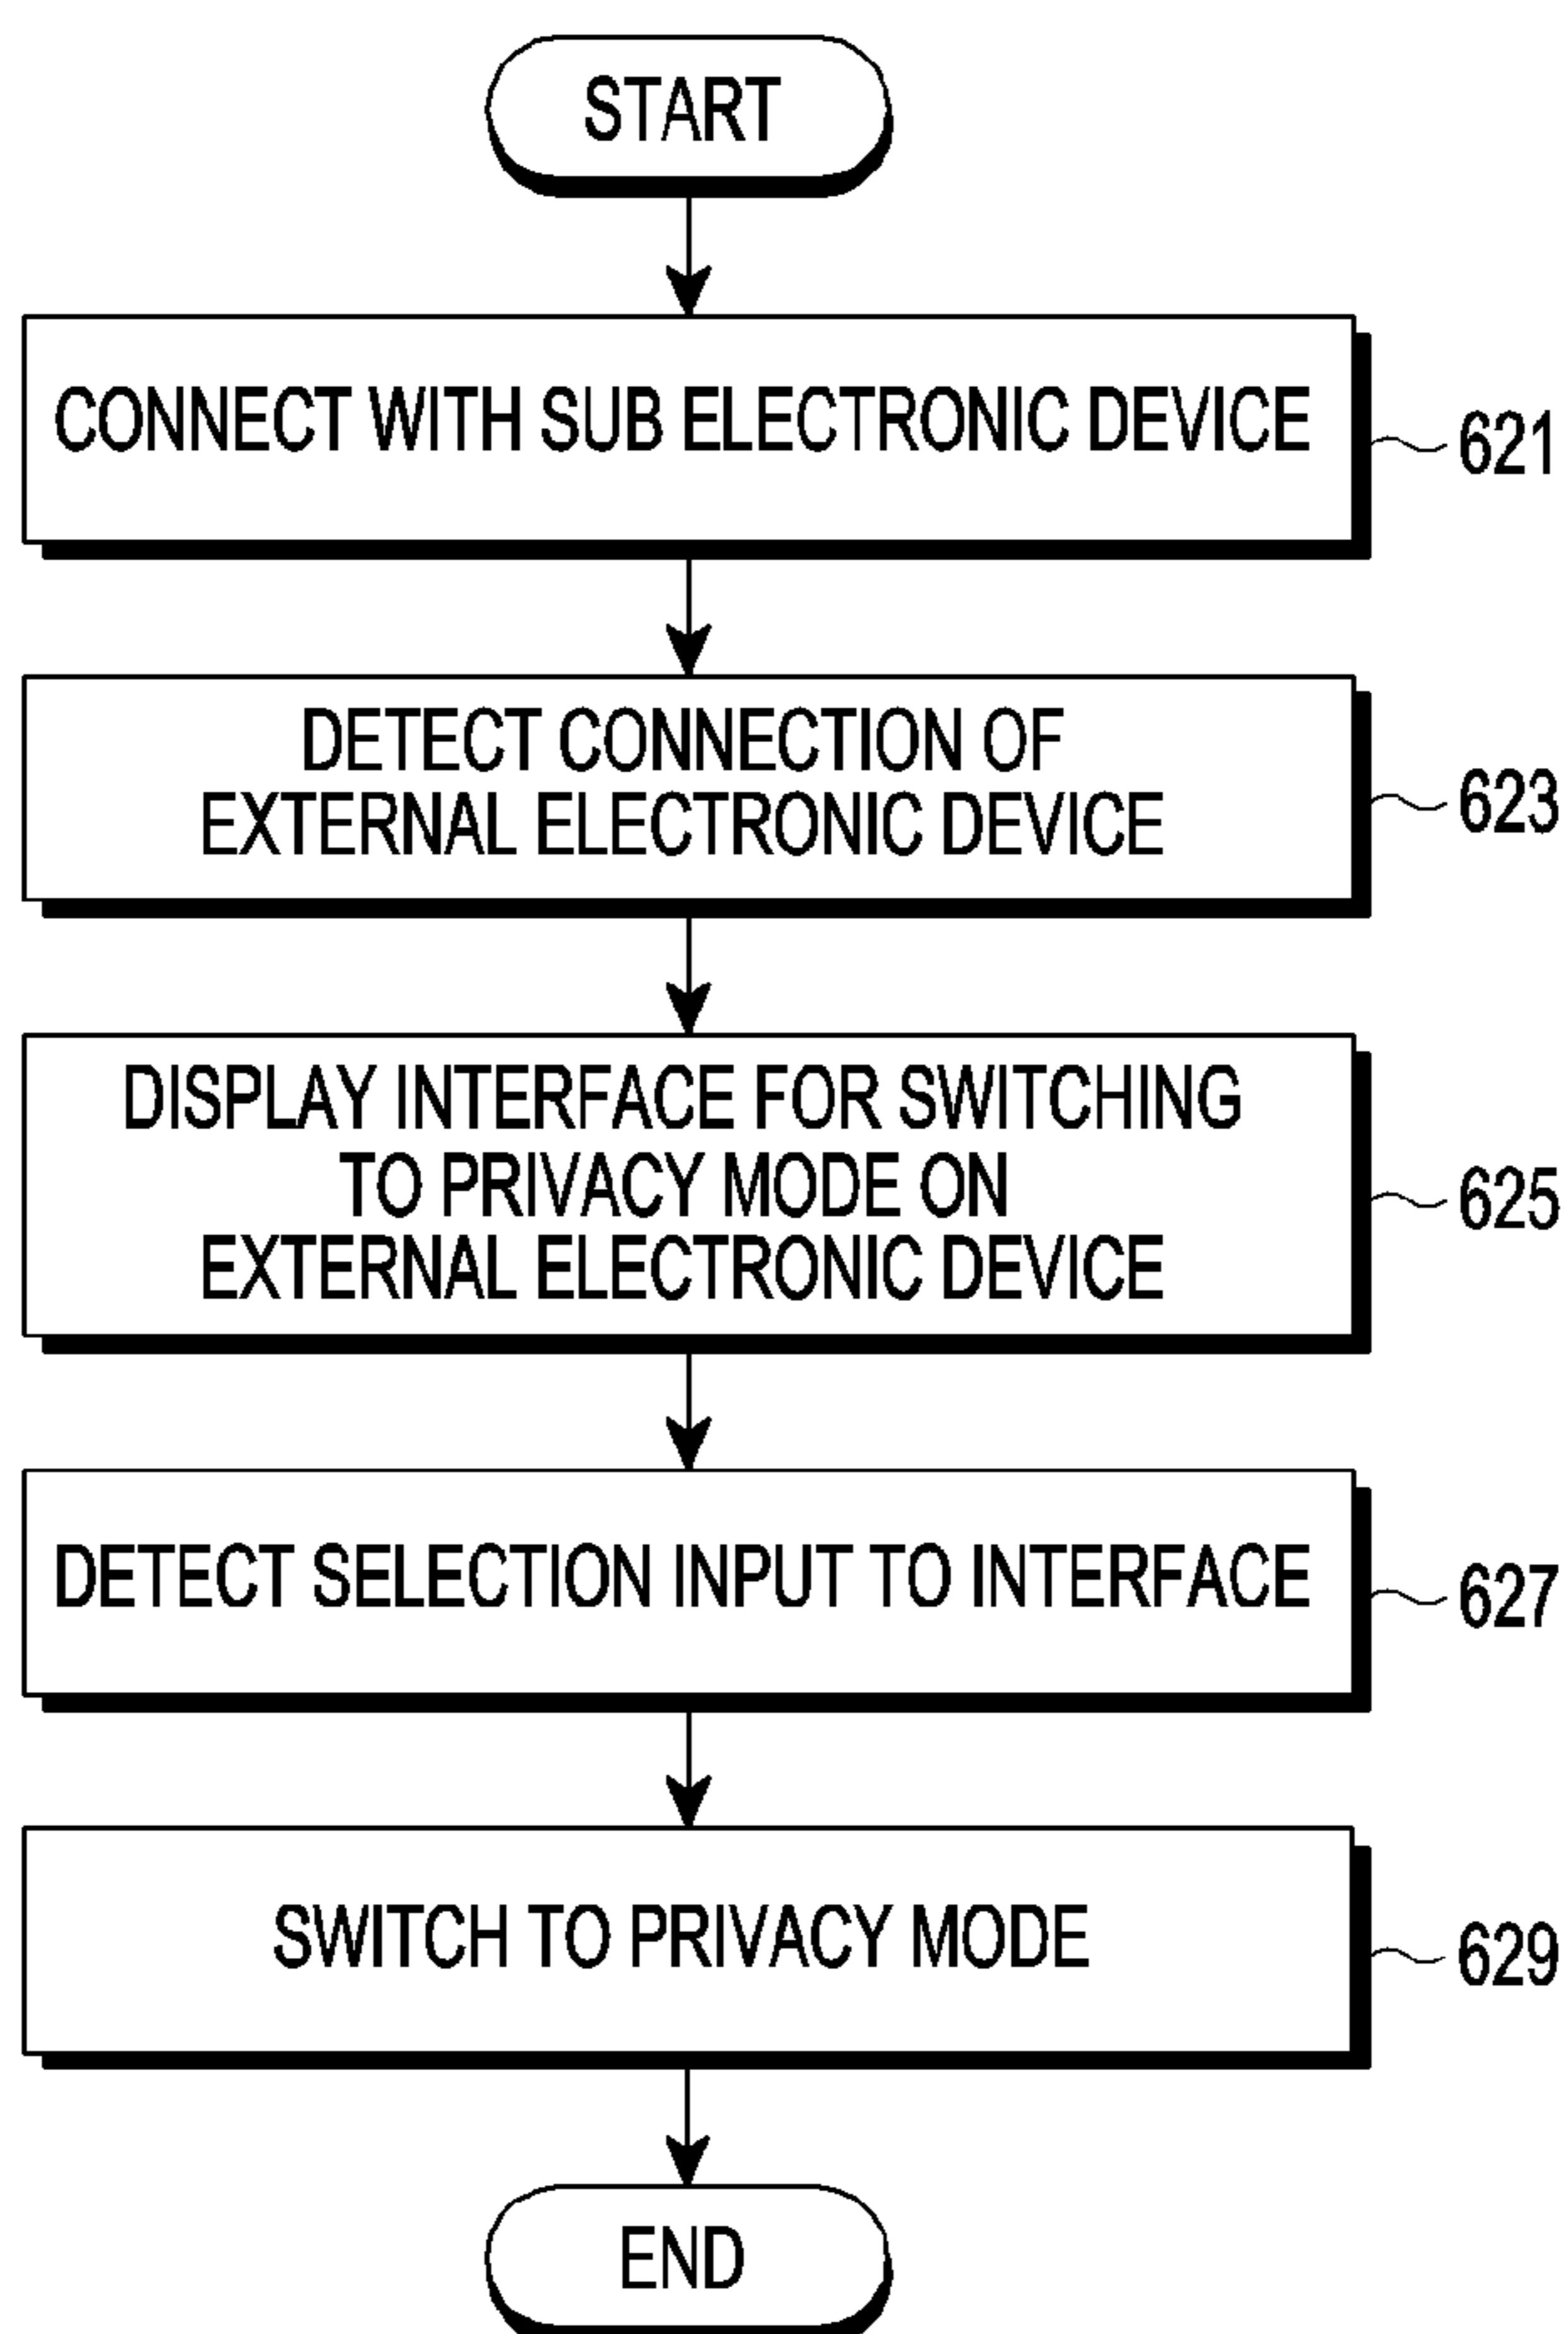 START
CONNECT WITH SUB ELECTRONIC DEVICE
621
DETECT CONNECTION OF
EXTERNAL ELECTRONIC DEVICE
623
DISPLAY INTERFACE FOR SWITCHING
TO PRIVACY MODE ON
EXTERNAL ELECTRONIC DEVICE
625
DETECT SELECTION INPUT TO INTERFACE
627
SWITCH TO PRIVACY MODE
629
END